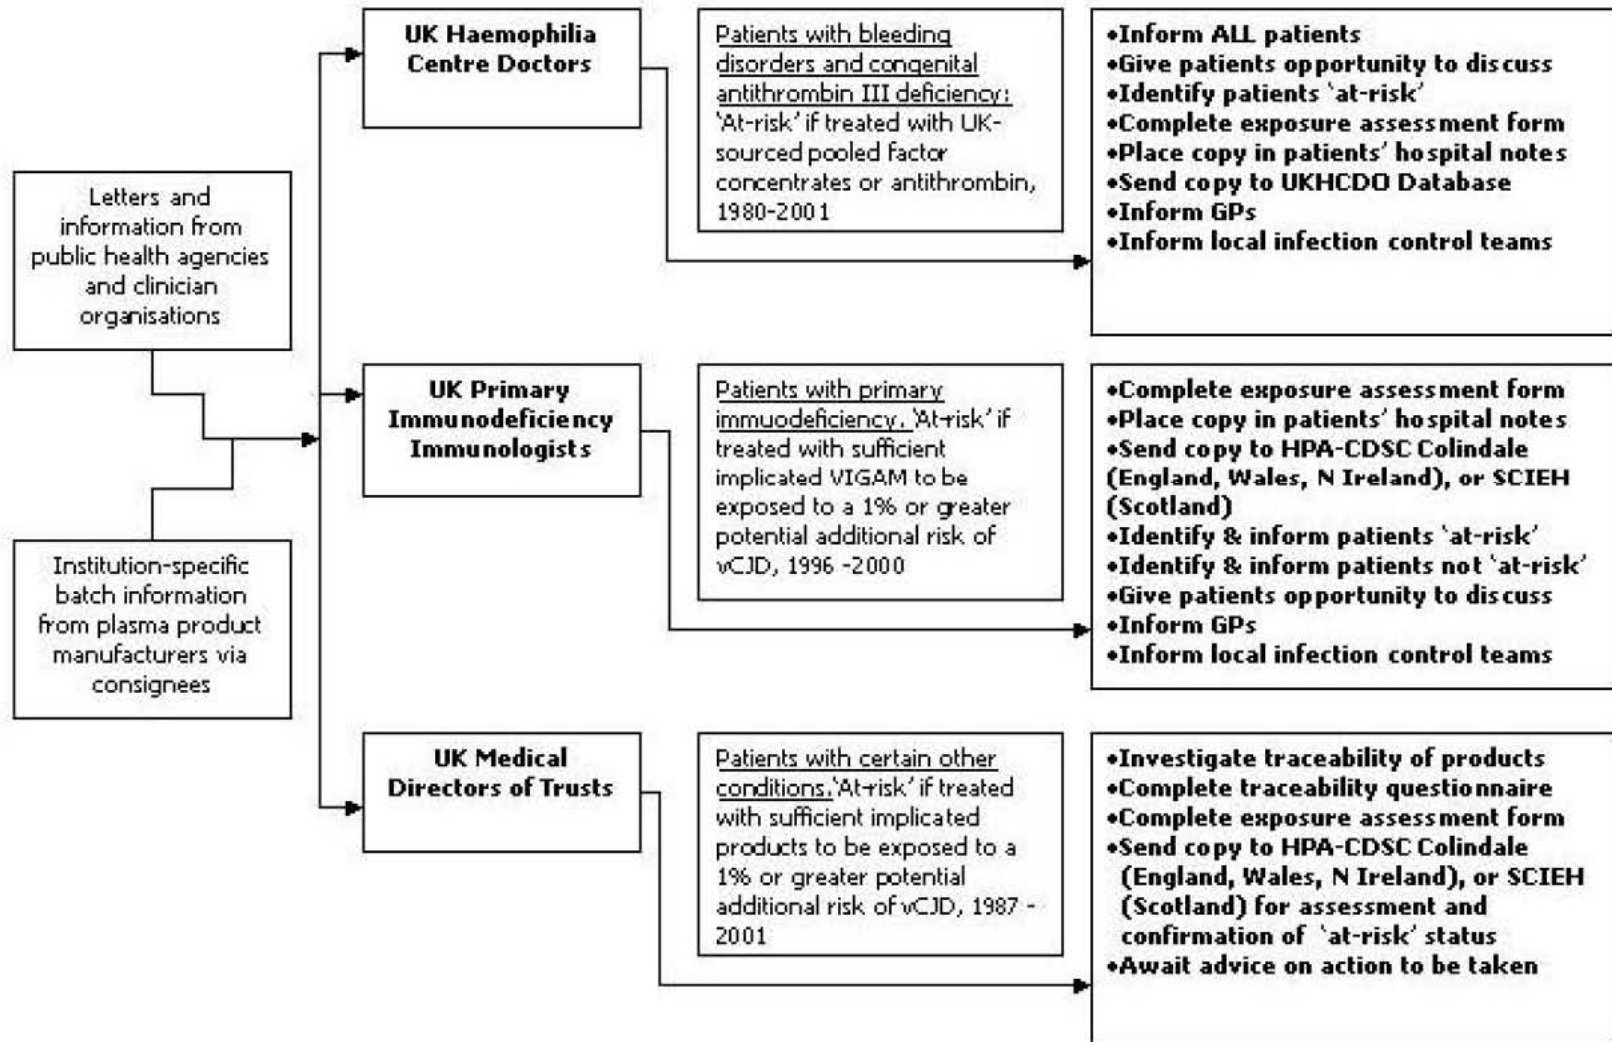 Letters and
information from
public health agencies
and clinician
organisations
Institution-specific
batch information
from plasma product
manufacturers via
consignees
UK Haemophilia
Centre Doctors
Patients with bleeding
disorders and congenital
antithrombin III deficiency:
'At-risk' if treated with UK-
sourced pooled factor
concentrates or antithrombin,
1980-2001
•Inform ALL patients
•Give patients opportunity to discuss
•Identify patients 'at-risk'
•Complete exposure assessment form
•Place copy in patients' hospital notes
•Send copy to UKHCDO Database
•Inform GPs
•Inform local infection control teams
UK Primary
Immunodeficiency
Immunologists
Patients with primary
immuodeficiency. 'At-risk' if
treated with sufficient
implicated VIGAM to be
exposed to a 1% or greater
potential additional risk of
vCJD, 1996 -2000
•Complete exposure assessment form
•Place copy in patients' hospital notes
•Send copy to HPA-CDSC Colindale
(England, Wales, N Ireland), or SCIEH
(Scotland)
•Identify & inform patients 'at-risk'
•Identify & inform patients not 'at-risk'
•Give patients opportunity to discuss
•Inform GPs
•Inform local infection control teams
UK Medical
Directors of Trusts
Patients with certain other
conditions.'At-risk' if treated
with sufficient implicated
products to be exposed to a
1% or greater potential
additional risk of vCJD, 1987 -
2001
•Investigate traceability of products
•Complete traceability questionnaire
•Complete exposure assessment form
•Send copy to HPA-CDSC Colindale
(England, Wales, N Ireland), or SCIEH
(Scotland) for assessment and
confirmation of 'at-risk' status
•Await advice on action to be taken